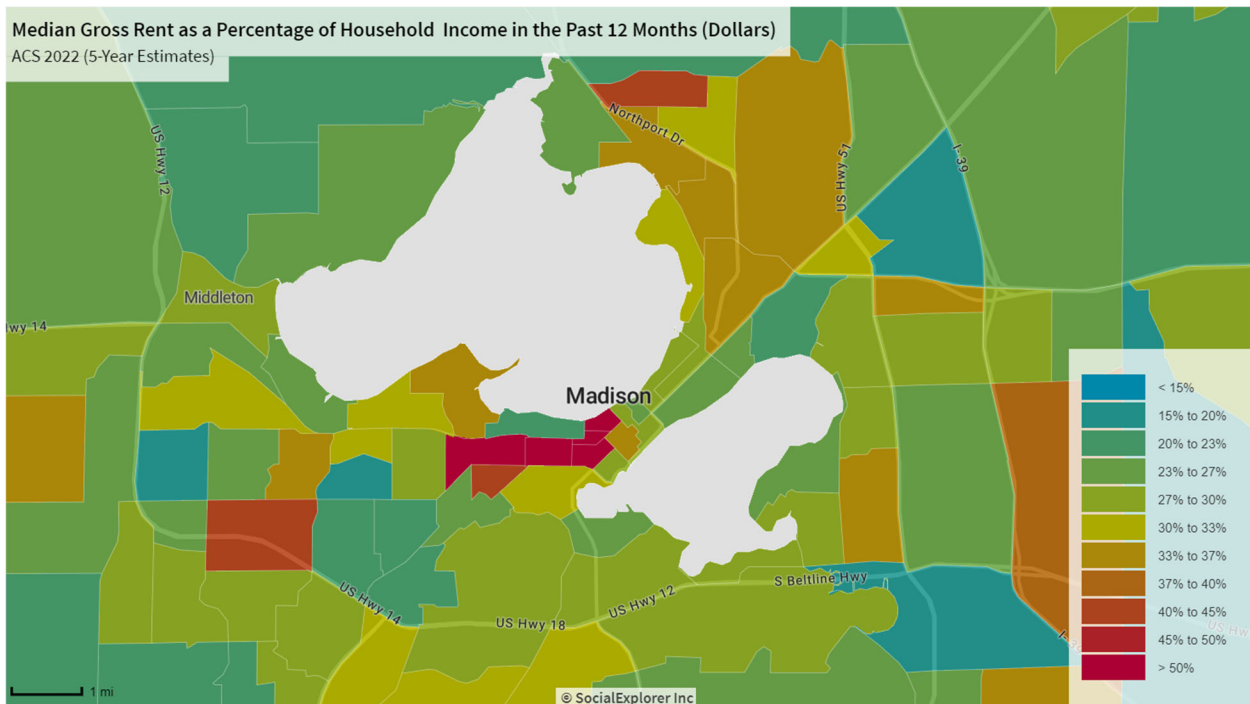 Median Gross Rent as a Percentage of Household Income in the Past 12 Months (Dollars)
ACS 2022 (5-Year Estimates)
Northport Dr
US Hwy 12
US Hwy 51
I- 39
Middleton
wy 14
Madison
< 15%
15% to 20%
20% to 23%
23% to 27%
27% to 30%
30% to 33%
33% to 37%
37% to 40%
40% to 45%
45% to 50%
> 50%
S Beltline Hwy
US Hwy 14
US Hwy 12
US Hwy 18
1 mi
© SocialExplorer Inc